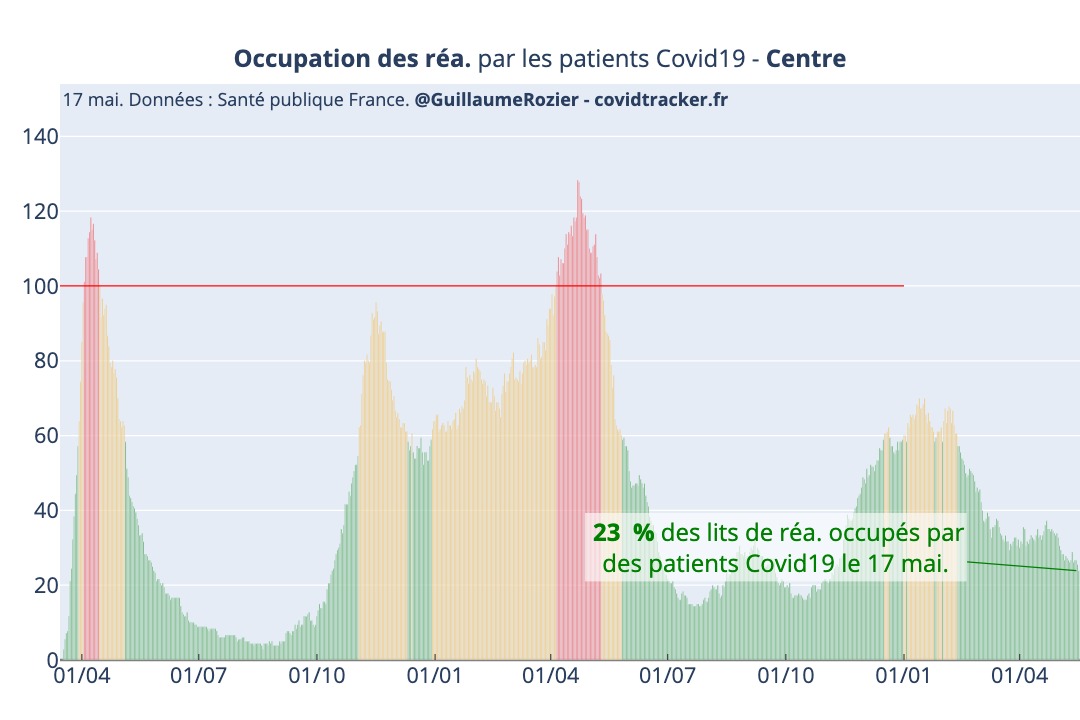 Occupation des réa. par les patients Covid19 - Centre
17 mai. Données : Santé publique France. @GuillaumeRozier - covidtracker.fr
140
120
100
80
60
40
20
0
23 % des lits de réa. occupés par
des patients Covid19 le 17 mai.
01/04 01/07 01/10 01/01 01/04 01/07 01/10 01/01 01/04